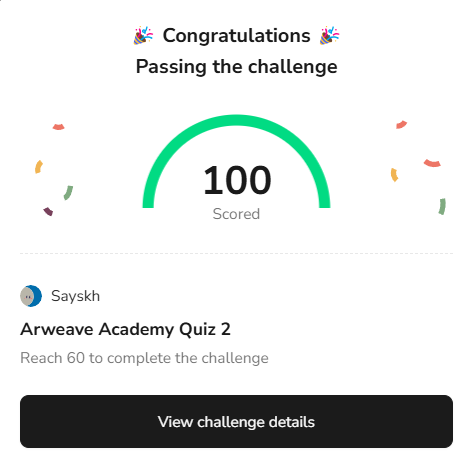 🎉 Congratulations 🎉
Passing the challenge
100
Scored
Sayskh
Arweave Academy Quiz 2
Reach 60 to complete the challenge
View challenge details